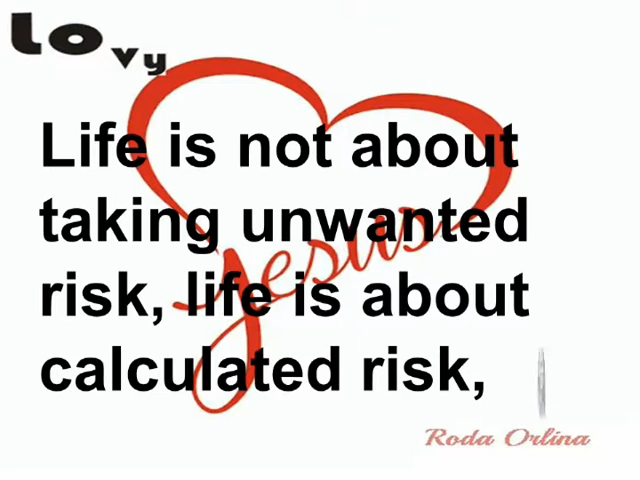 Lovy
Life is not about
taking unwanted
risk, life is about
calculated risk,
Jesus
Roda Orlina